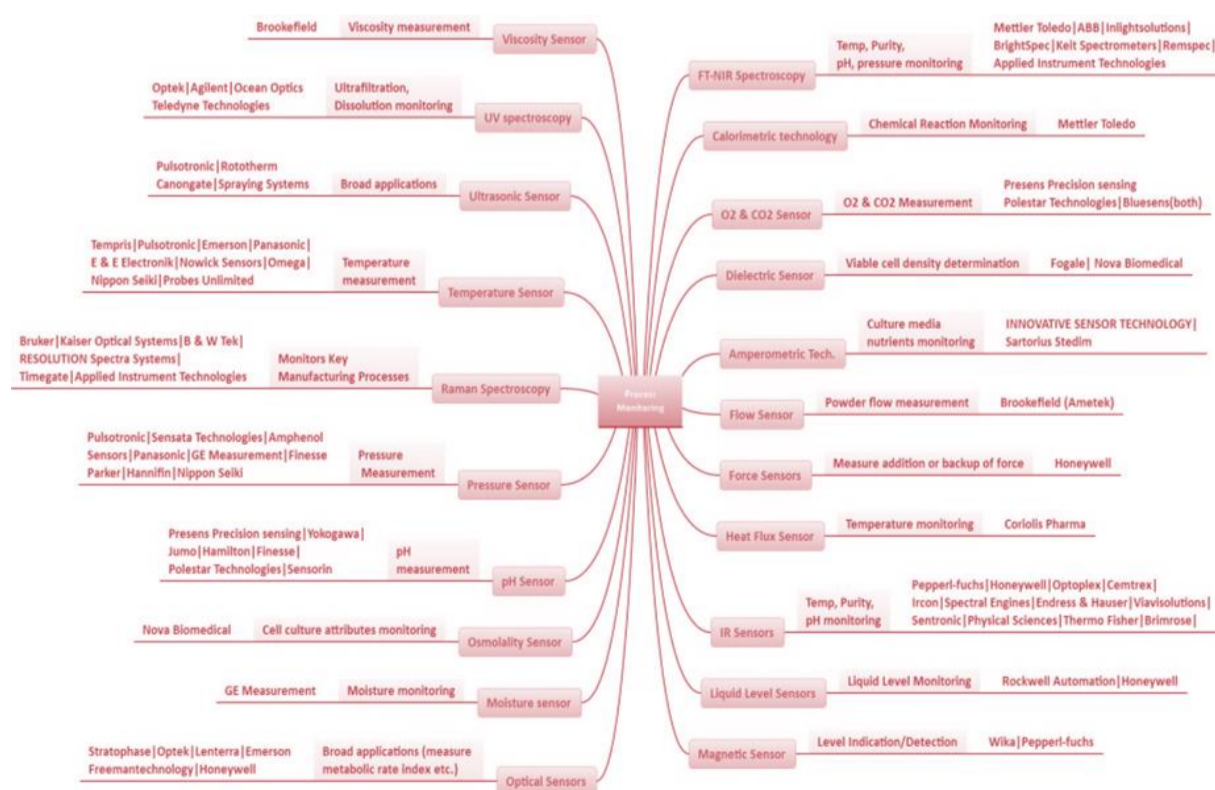 Brookefield
Viscosity measurement
Viscosity Sensor
Optek|Agilent|Ocean Optics
Teledyne Technologies
Ultrafiltration,
Dissolution monitoring
UV spectroscopy
Pulsotronic|Rototherm
Canongate|Spraying Systems
Broad applications
Ultrasonic Sensor
Tempris|Pulsotronic|Emerson|Panasonic|
E & E Electronik|Nowick Sensors|Omega|
Nippon Seiki|Probes Unlimited
Temperature
measurement
Temperature Sensor
Bruker|Kaiser Optical Systems|B & W Tek|
RESOLUTION Spectra Systems|
Timegate|Applied Instrument Technologies
Monitors Key
Manufacturing Processes
Raman Spectroscopy
Pulsotronic|Sensata Technologies|Amphenol
Sensors|Panasonic|GE Measurement|Finesse
Parker|Hannifin|Nippon Seiki
Pressure
Measurement
Pressure Sensor
Presens Precision sensing|Yokogawa|
Jumo|Hamilton|Finesse|
Polestar Technologies|Sensorin
pH
measurement
pH Sensor
Nova Biomedical
Cell culture attributes monitoring
Osmolality Sensor
GE Measurement
Moisture monitoring
Moisture sensor
Stratophase|Optek|Lenterra|Emerson
Freemantechnology|Honeywell
Broad applications (measure
metabolic rate index etc.)
Optical Sensors
Process
Monitoring
FT-NIR Spectroscopy
Temp, Purity,
pH, pressure monitoring
Mettler Toledo|ABB|Inlightsolutions|
BrightSpec|Keit Spectrometers|Remspec|
Applied Instrument Technologies
Calorimetric technology
Chemical Reaction Monitoring
Mettler Toledo
O2 & CO2 Sensor
O2 & CO2 Measurement
Presens Precision sensing
Polestar Technologies|Bluesens(both)
Dielectric Sensor
Viable cell density determination
Fogale| Nova Biomedical
Amperometric Tech.
Culture media
nutrients monitoring
INNOVATIVE SENSOR TECHNOLOGY|
Sartorius Stedim
Flow Sensor
Powder flow measurement
Brookefield (Ametek)
Force Sensors
Measure addition or backup of force
Honeywell
Heat Flux Sensor
Temperature monitoring
Coriolis Pharma
IR Sensors
Temp, Purity,
pH monitoring
Pepperl-fuchs|Honeywell|Optoplex|Cemtrex|
Ircon|Spectral Engines|Endress & Hauser|Viavisolutions|
Sentronic|Physical Sciences|Thermo Fisher|Brimrose|
Liquid Level Sensors
Liquid Level Monitoring
Rockwell Automation|Honeywell
Magnetic Sensor
Level Indication/Detection
Wika|Pepperl-fuchs